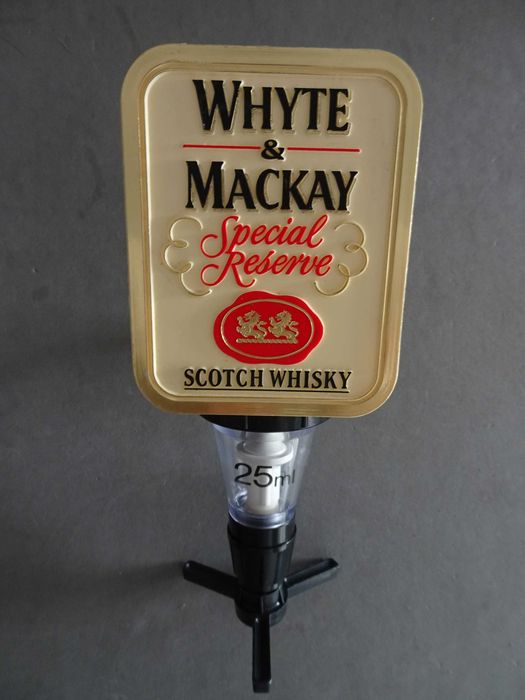 WHYTE
&
MACKAY
Special
Reserve
SCOTCH WHISKY
25ml